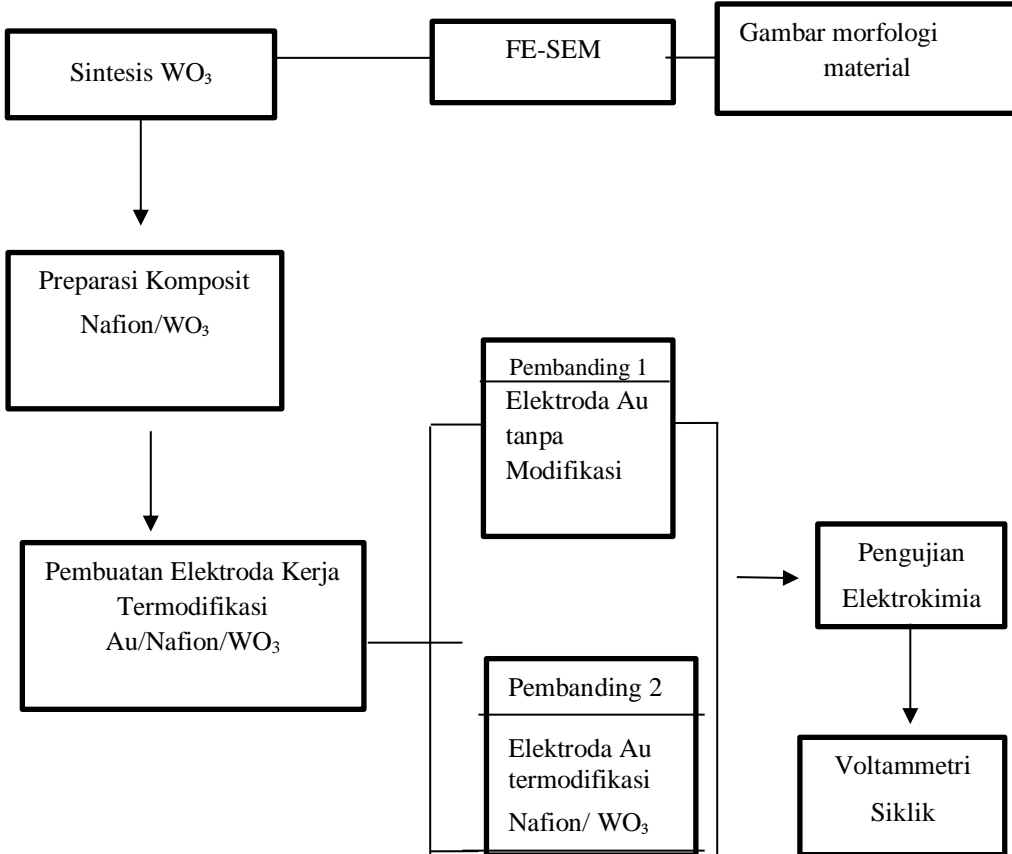 Sintesis WO₃
FE-SEM
Gambar morfologi
material
Preparasi Komposit
Nafion/WO₃
Pembuatan Elektroda Kerja
Termodifikasi
Au/Nafion/WO₃
Pembanding 1
Elektroda Au
tanpa
Modifikasi
Pembanding 2
Elektroda Au
termodifikasi
Nafion/ WO₃
Pengujian
Elektrokimia
Voltammetri
Siklik